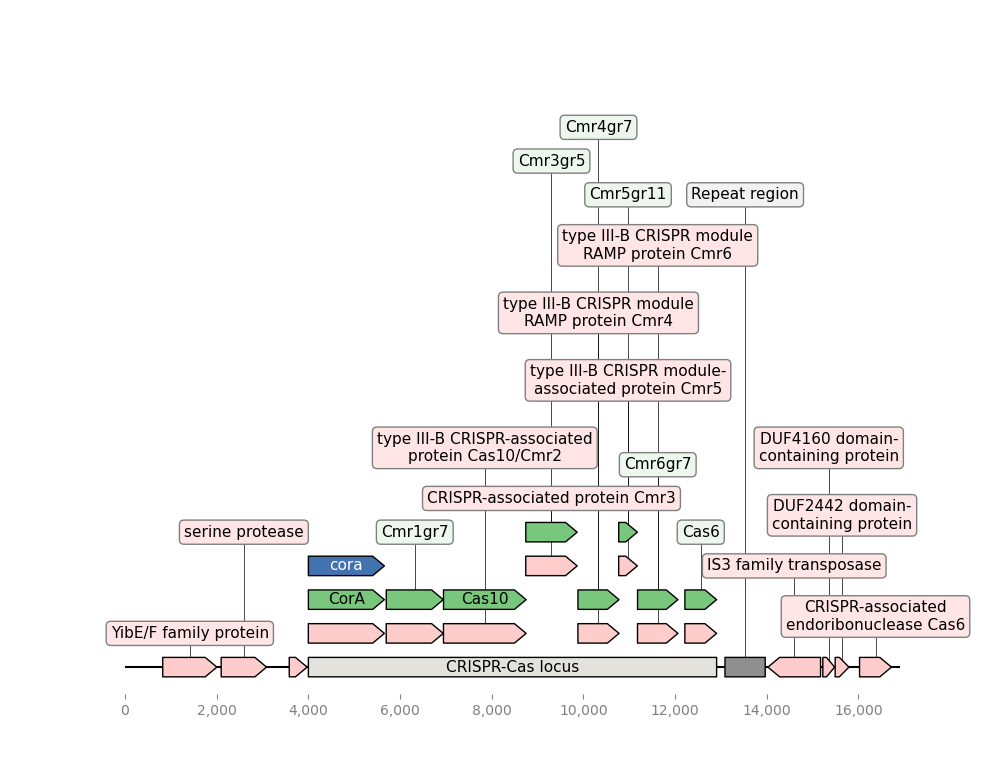 Cmr4gr7
Cmr3gr5
Cmr5gr11
Repeat region
type III-B CRISPR module
RAMP protein Cmr6
type III-B CRISPR module
RAMP protein Cmr4
type III-B CRISPR module-
associated protein Cmr5
type III-B CRISPR-associated
protein Cas10/Cmr2
DUF4160 domain-
containing protein
Cmr6gr7
CRISPR-associated protein Cmr3
DUF2442 domain-
containing protein
serine protease
Cmr1gr7
Cas6
cora
IS3 family transposase
CorA
Cas10
CRISPR-associated
endoribonuclease Cas6
YibE/F family protein
CRISPR-Cas locus
0
2,000
4,000
6,000
8,000
10,000
12,000
14,000
16,000